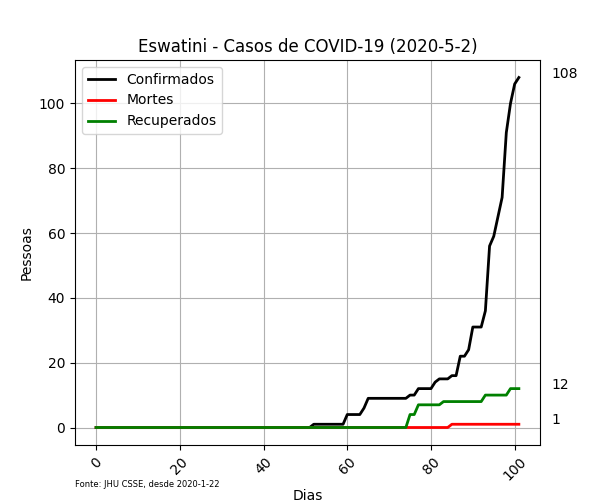 Eswatini - Casos de COVID-19 (2020-5-2)
Confirmados
Mortes
Recuperados
108
12
1
Pessoas
100
80
60
40
20
0
0
20
40
60
80
100
Fonte: JHU CSSE, desde 2020-1-22
Dias